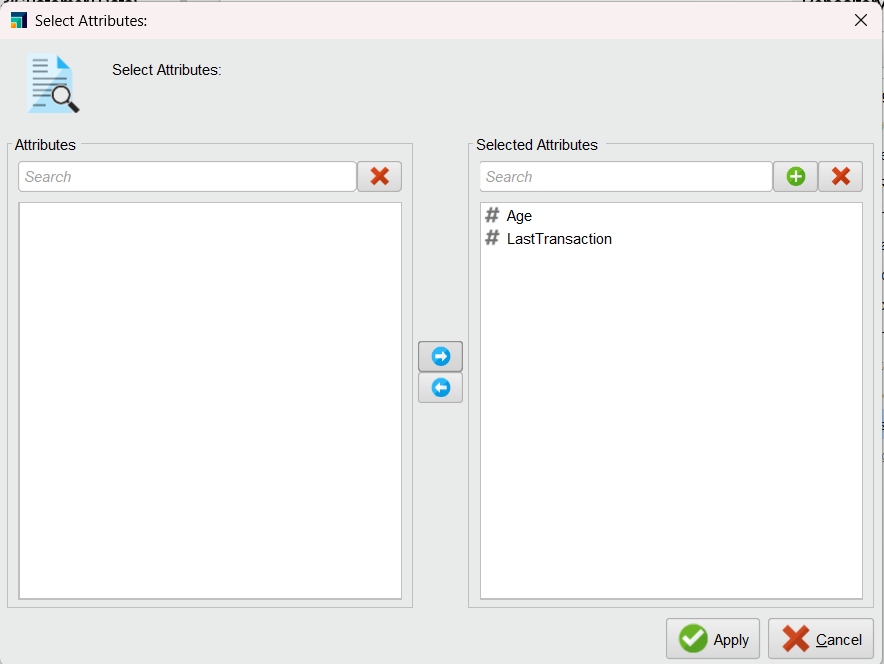 Select Attributes:
Select Attributes:
Attributes
Search
Selected Attributes
Search
# Age
# LastTransaction
Apply
Cancel